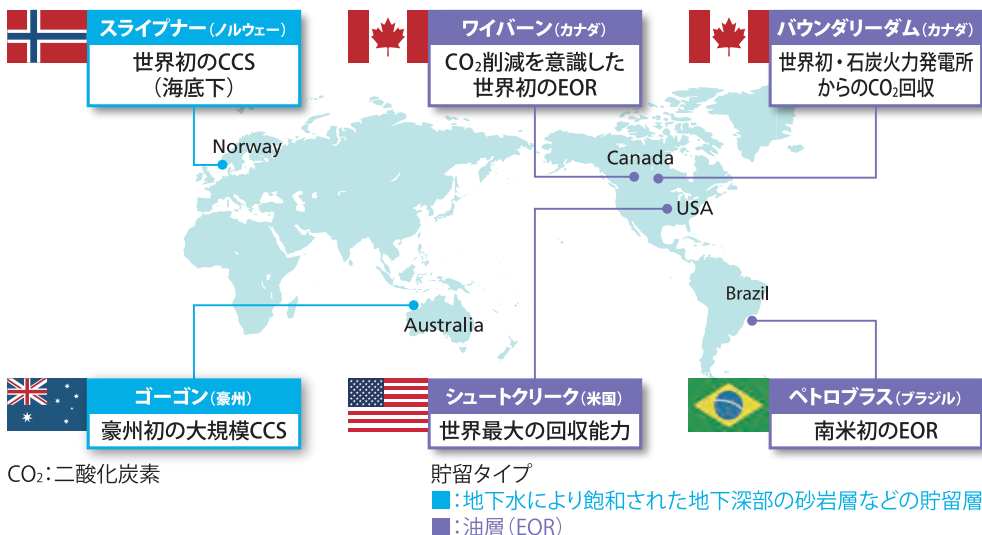 スライプナー（ノルウェー）
世界初のCCS
（海底下）
ワイバーン（カナダ）
CO₂削減を意識した
世界初のEOR
バウンダリーダム（カナダ）
世界初・石炭火力発電所
からのCO₂回収
Norway
Canada
USA
Brazil
Australia
ゴーゴン（豪州）
豪州初の大規模CCS
シュートクリーク（米国）
世界最大の回収能力
ペトロブラス（ブラジル）
南米初のEOR
CO₂：二酸化炭素
貯留タイプ
：地下水により飽和された地下深部の砂岩層などの貯留層
：油層（EOR）